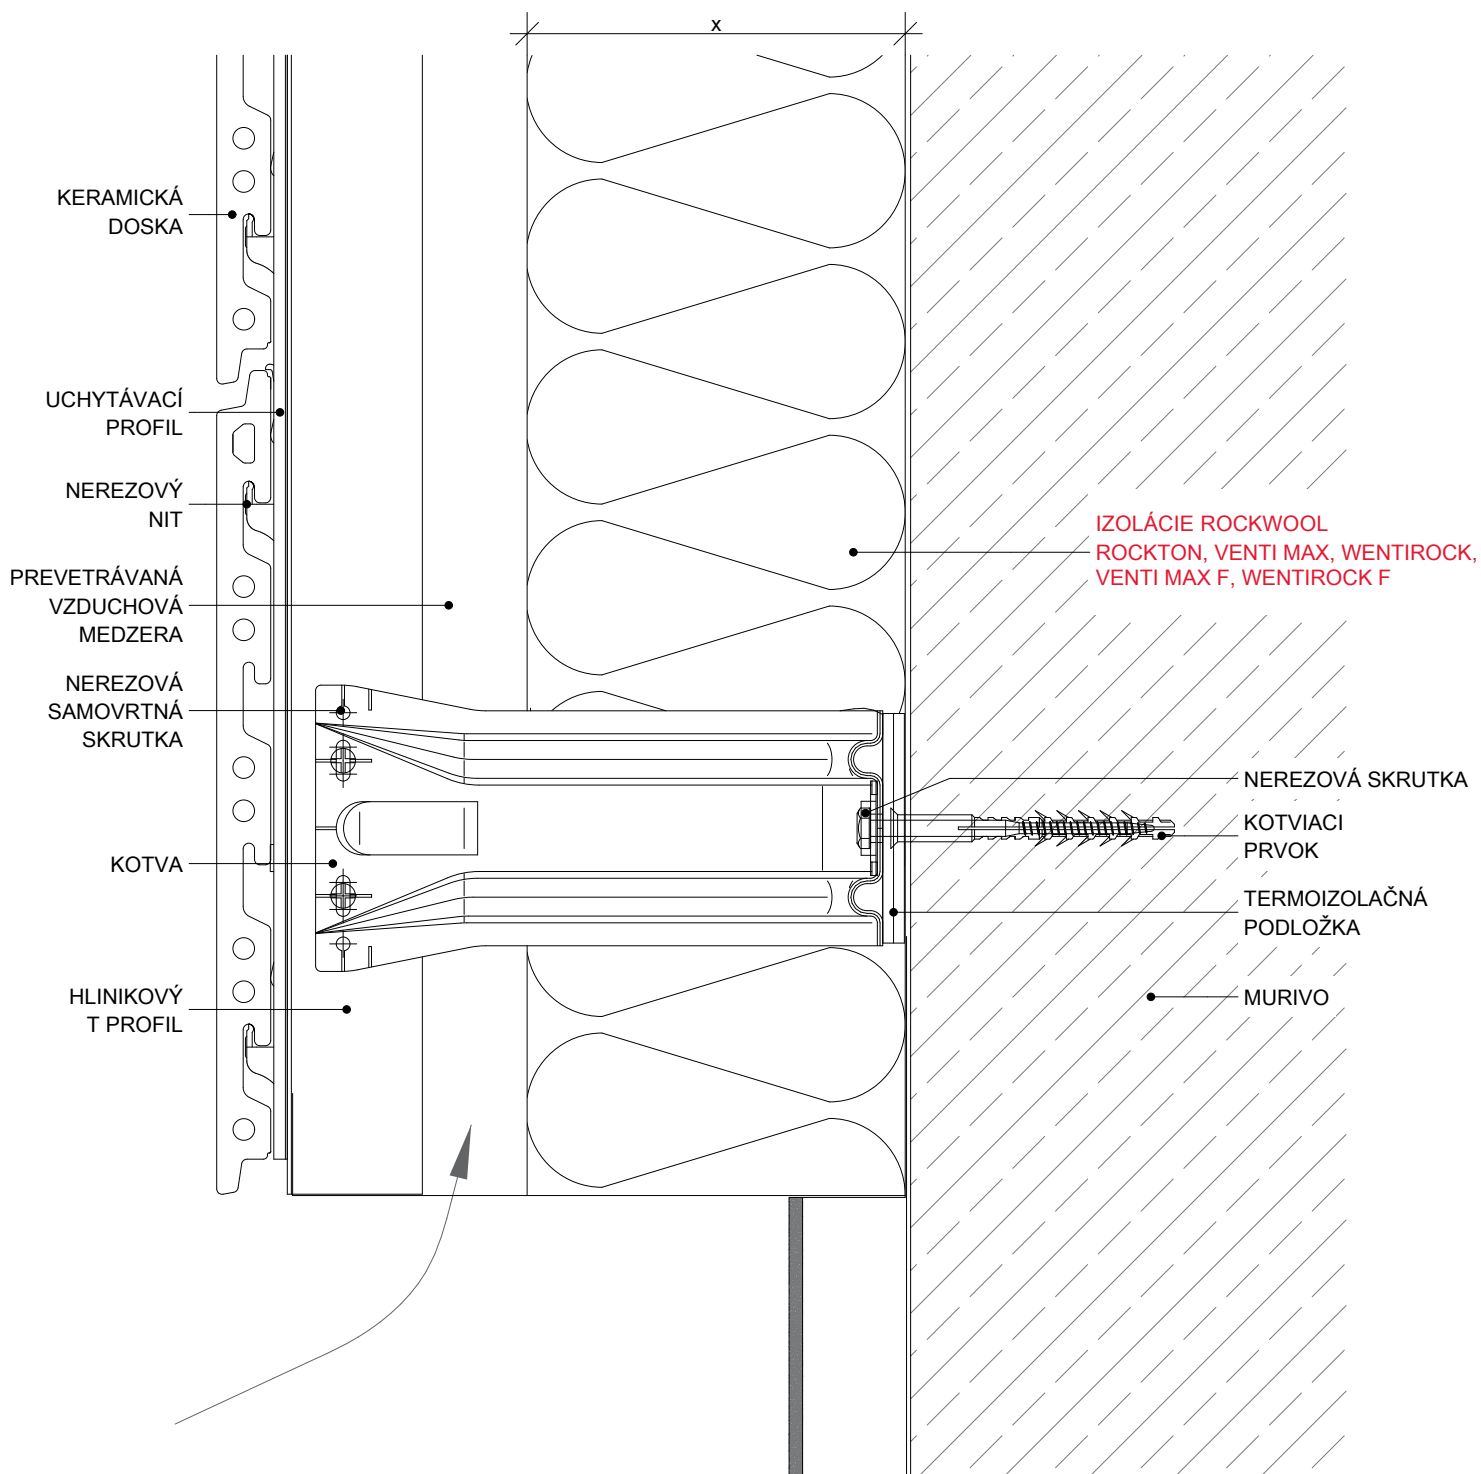 x
KERAMICKÁ
DOSKA
UCHYTÁVACÍ
PROFIL
NEREZOVÝ
NIT
PREVETRÁVANÁ
VZDUCHOVÁ
MEDZERA
NEREZOVÁ
SAMOVRTNÁ
SKRUTKA
KOTVA
HLINIKOVÝ
T PROFIL
IZOLÁCIE ROCKWOOL
ROCKTON, VENTI MAX, WENTIROCK,
VENTI MAX F, WENTIROCK F
NEREZOVÁ SKRUTKA
KOTVIACI
PRVOK
TERMOIZOLAČNÁ
PODLOŽKA
MURIVO